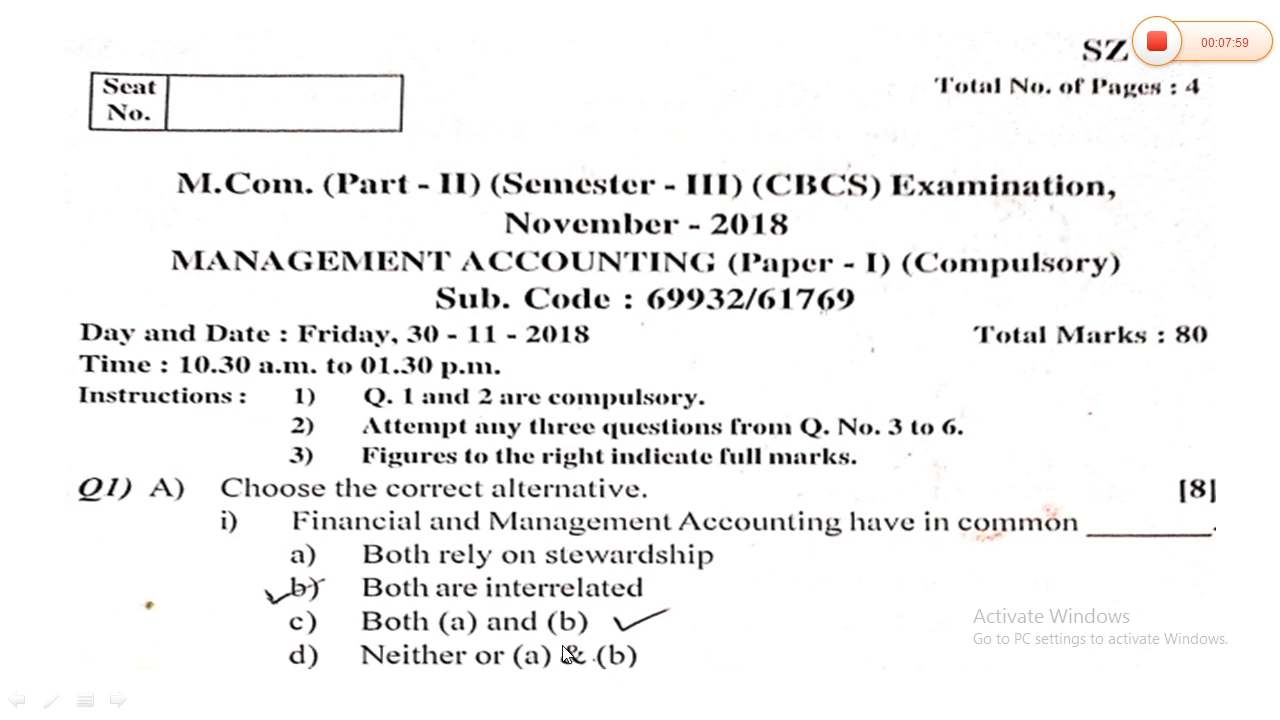 00:07:59
SZ
Total No. of Pages : 4
Seat
No.
M.Com. (Part - II) (Semester - III) (CBCS) Examination,
November - 2018
MANAGEMENT ACCOUNTING (Paper - I) (Compulsory)
Sub. Code : 69932/61769
Day and Date : Friday, 30 - 11 - 2018 Total Marks : 80
Time : 10.30 a.m. to 01.30 p.m.
Instructions : 1) Q. 1 and 2 are compulsory.
2) Attempt any three questions from Q. No. 3 to 6.
3) Figures to the right indicate full marks.
Q1) A) Choose the correct alternative. [8]
i) Financial and Management Accounting have in common ________.
a) Both rely on stewardship
b) Both are interrelated
c) Both (a) and (b)
d) Neither or (a) & (b)
Activate Windows
Go to PC settings to activate Windows.